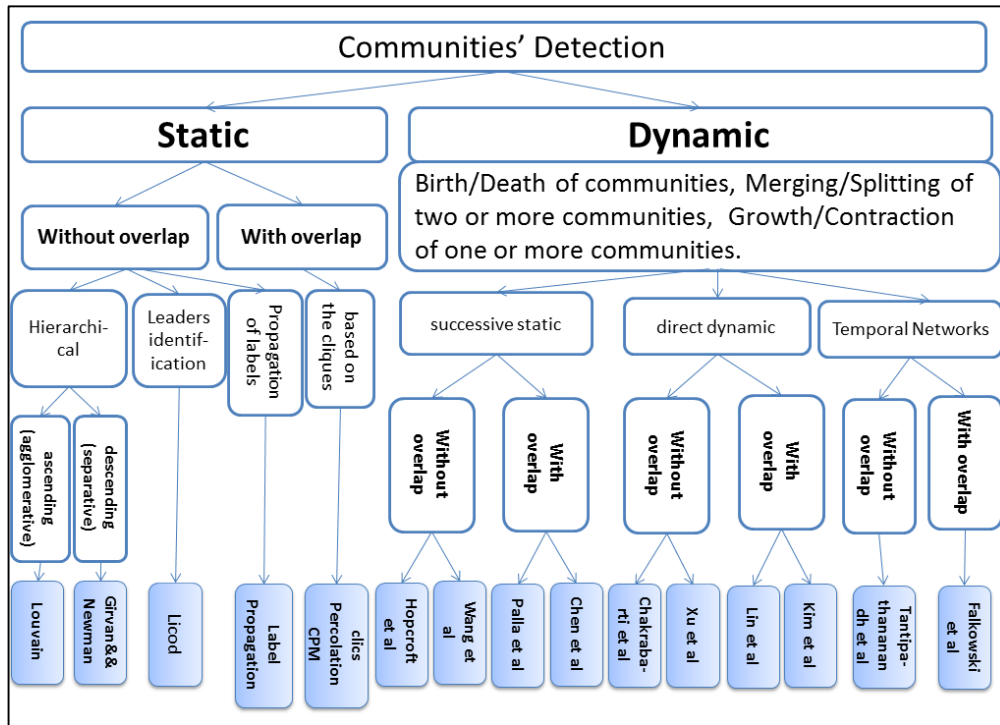 Communities' Detection
Static
Dynamic
Birth/Death of communities, Merging/Splitting of
two or more communities, Growth/Contraction
of one or more communities.
Without overlap
With overlap
Hierarchi-
cal
Leaders
identif-
ication
Propagation
of labels
based on
the cliques
successive static
direct dynamic
Temporal Networks
ascending
(agglomerative)
descending
(separative)
Without
overlap
With
overlap
Without
overlap
With
overlap
Without
overlap
With overlap
Louvain
Girvan&&
Newman
Licod
Label
Propagation
clics
Percolation
CPM
Hopcroft
et al
Wang et
al
Palla et al
Chen et al
Chakraba-
rti et al
Xu et al
Lin et al
Kim et al
Tantipa-
thananan
dh et al
Falkowski
et al